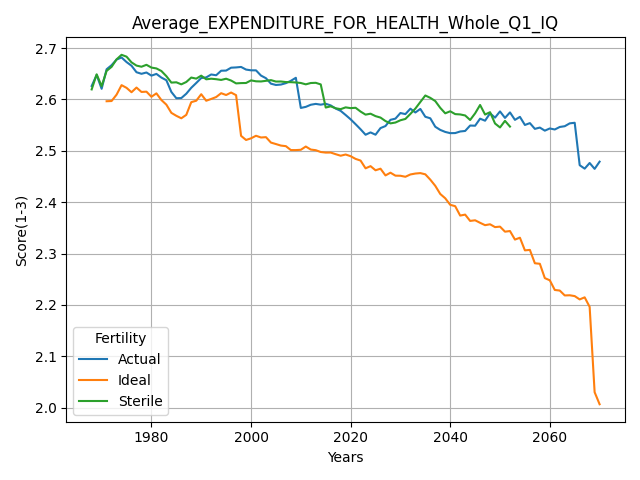 Average_EXPENDITURE_FOR_HEALTH_Whole_Q1_IQ
2.7
2.6
2.5
2.4
2.3
2.2
2.1
2.0
Score(1-3)
Fertility
Actual
Ideal
Sterile
1980 2000 2020 2040 2060
Years